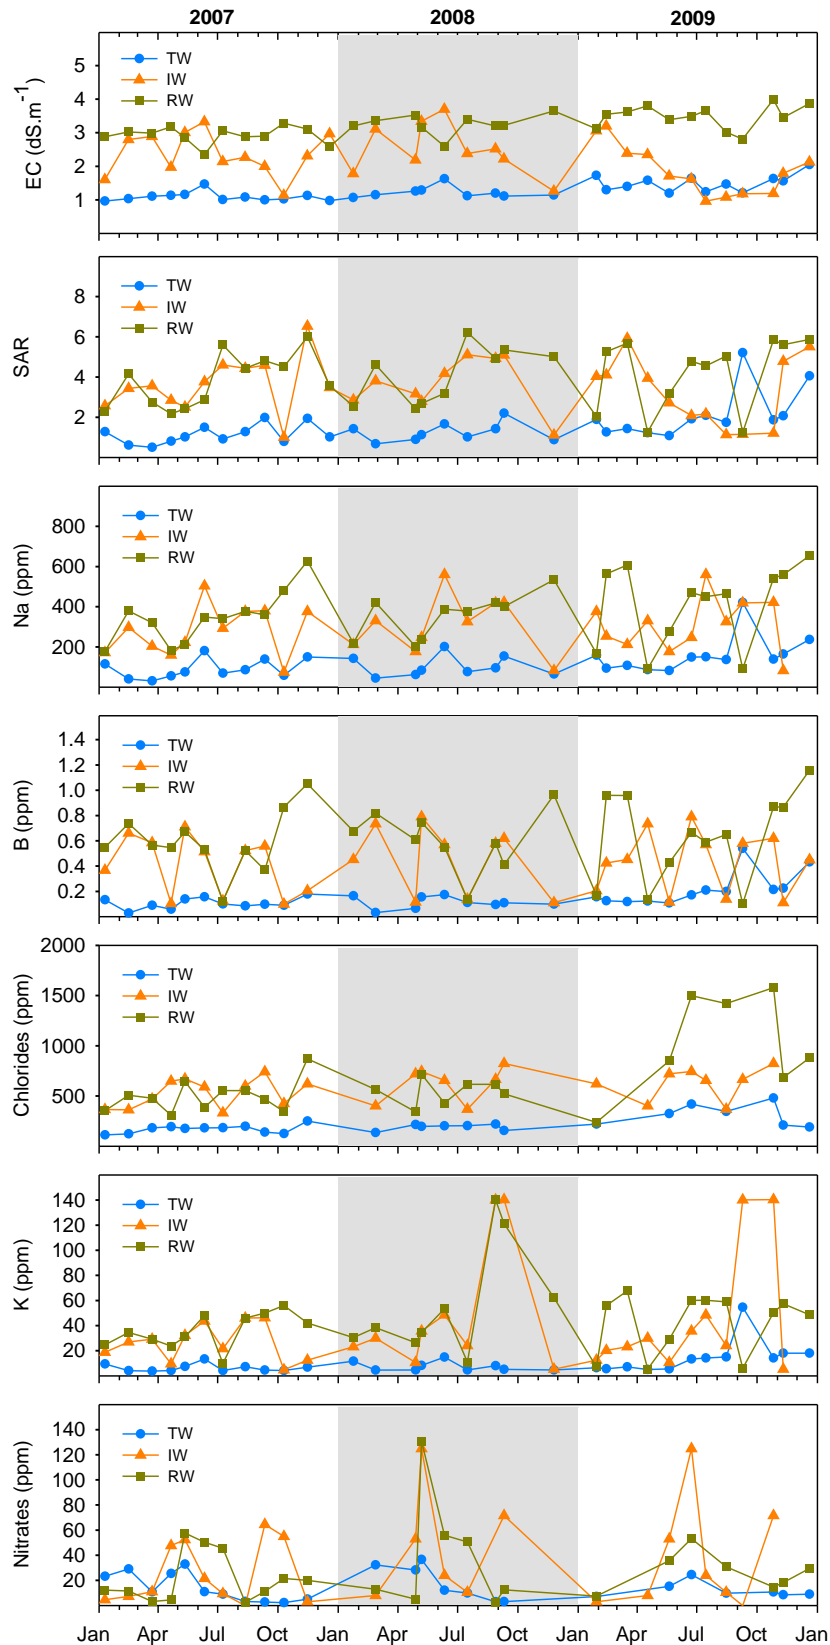 2007 2008 2009
EC (dS.m-1)
5
4
3
2
1
TW
IW
RW
SAR
8
6
4
2
TW
IW
RW
Na (ppm)
800
600
400
200
TW
IW
RW
B (ppm)
1.4
1.2
1.0
0.8
0.6
0.4
0.2
TW
IW
RW
Chlorides (ppm)
2000
1500
1000
500
TW
IW
RW
K (ppm)
140
120
100
80
60
40
20
TW
IW
RW
Nitrates (ppm)
140
120
100
80
60
40
20
TW
IW
RW
Jan Apr Jul Oct Jan Apr Jul Oct Jan Apr Jul Oct Jan